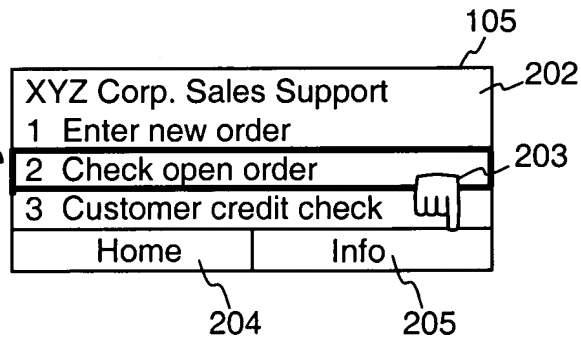 105
XYZ Corp. Sales Support
202
1 Enter new order
2 Check open order
203
3 Customer credit check
Home Info
204 205